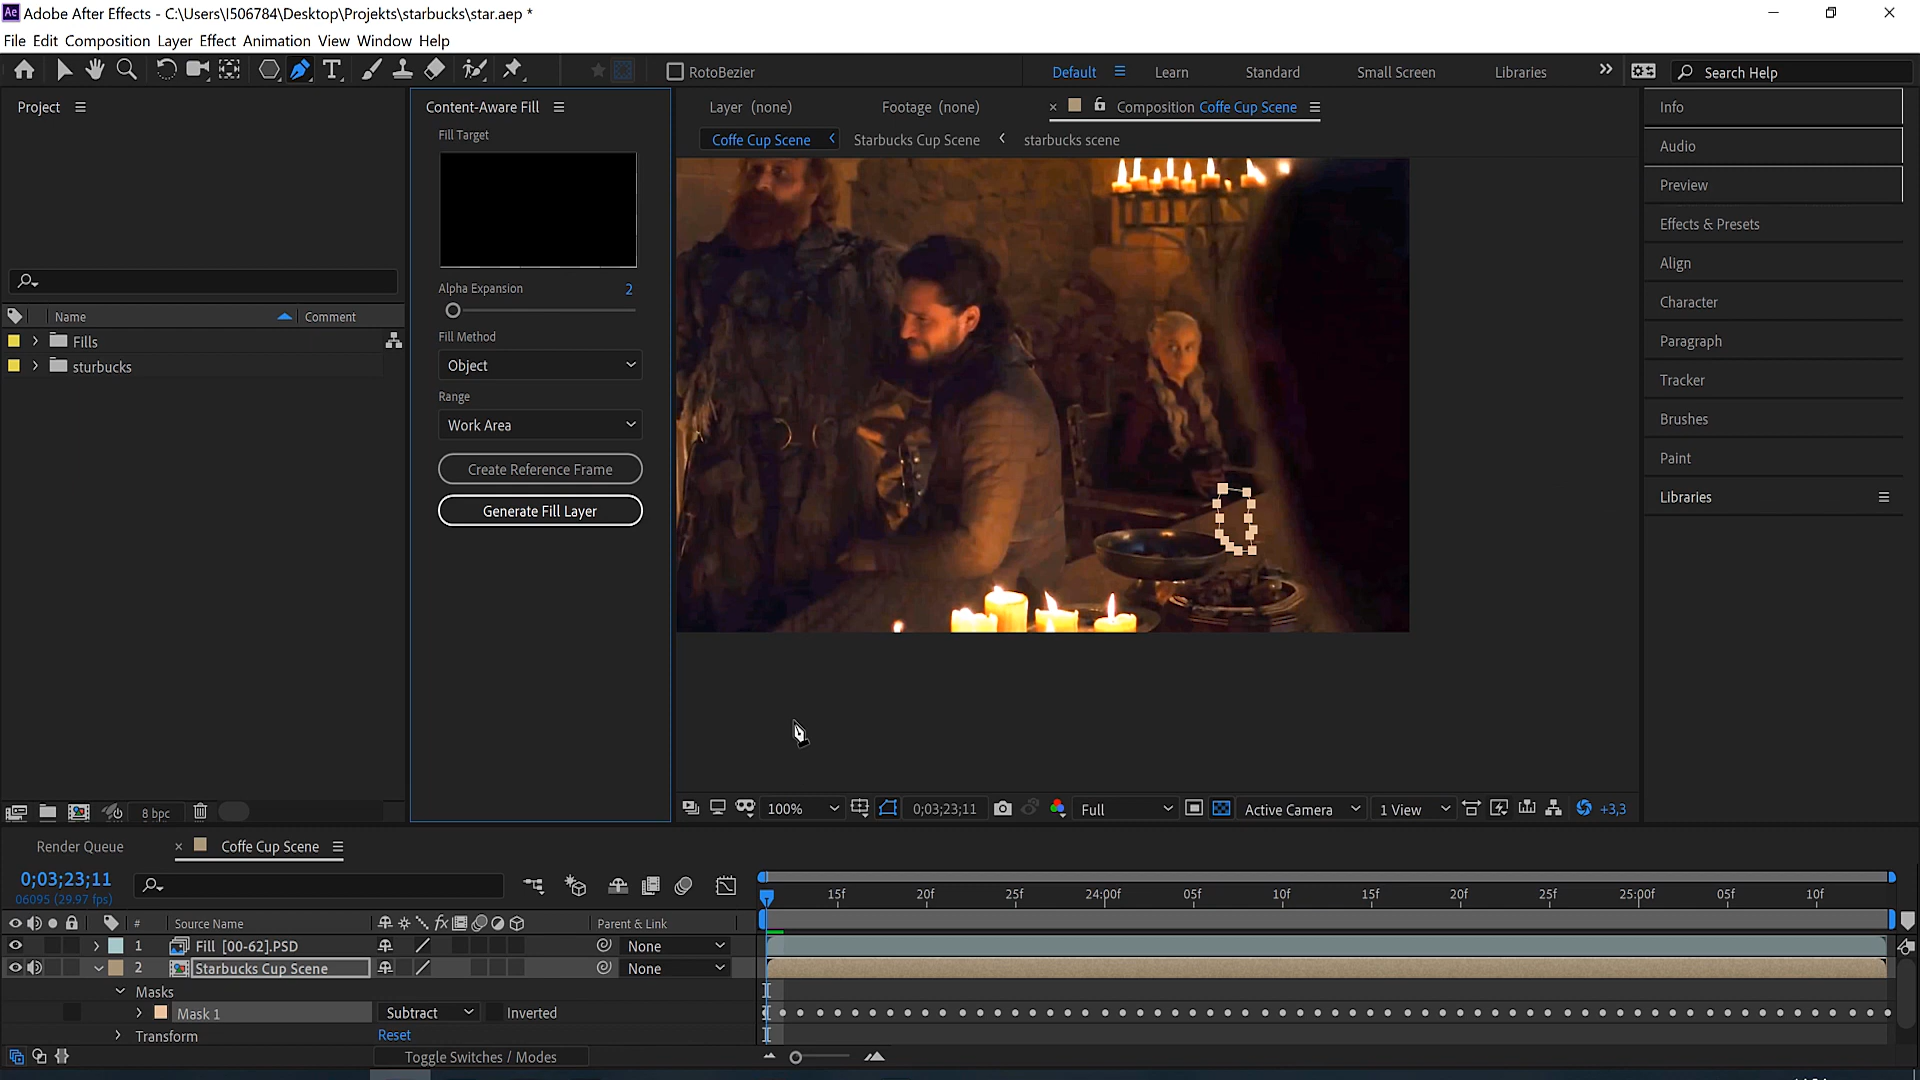 Adobe After Effects - C:\Users\I506784\Desktop\Projekts\starbucks\star.aep *
File Edit Composition Layer Effect Animation View Window Help
RotoBezier
Default
Learn
Standard
Small Screen
Libraries
Search Help
Project
Content-Aware Fill
Layer (none)
Footage (none)
Composition Coffe Cup Scene
Coffe Cup Scene
Starbucks Cup Scene
starbucks scene
Fill Target
Alpha Expansion 2
Fill Method
Object
Range
Work Area
Create Reference Frame
Generate Fill Layer
Name
Comment
Fills
sturbucks
Info
Audio
Preview
Effects & Presets
Align
Character
Paragraph
Tracker
Brushes
Paint
Libraries
8 bpc
100%
0;03;23;11
Full
Active Camera
1 View
+3,3
Render Queue
Coffe Cup Scene
0;03;23;11
06095 (29.97 fps)
15f 20f 25f 24:00f 05f 10f 15f 20f 25f 25:00f 05f 10f
# Source Name fx Parent & Link
1 Fill [00-62].PSD None
2 Starbucks Cup Scene None
Masks
Mask 1 Subtract Inverted
Transform Reset
Toggle Switches / Modes